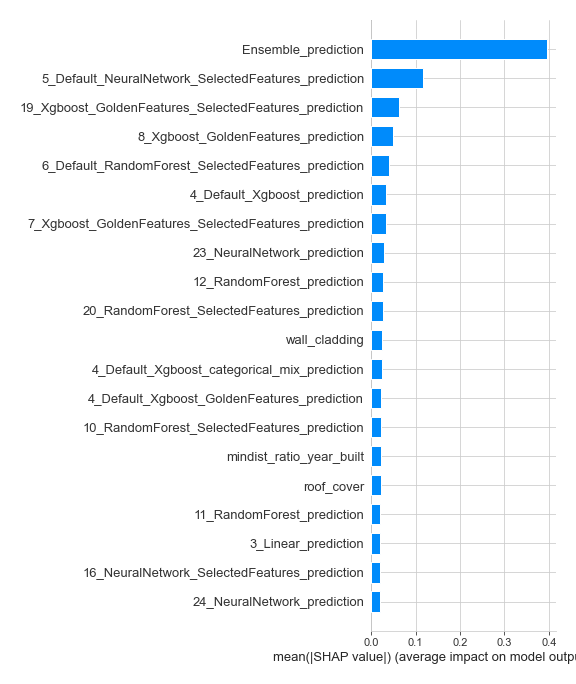 Ensemble_prediction
5_Default_NeuralNetwork_SelectedFeatures_prediction
19_Xgboost_GoldenFeatures_SelectedFeatures_prediction
8_Xgboost_GoldenFeatures_prediction
6_Default_RandomForest_SelectedFeatures_prediction
4_Default_Xgboost_prediction
7_Xgboost_GoldenFeatures_SelectedFeatures_prediction
23_NeuralNetwork_prediction
12_RandomForest_prediction
20_RandomForest_SelectedFeatures_prediction
wall_cladding
4_Default_Xgboost_categorical_mix_prediction
4_Default_Xgboost_GoldenFeatures_prediction
10_RandomForest_SelectedFeatures_prediction
mindist_ratio_year_built
roof_cover
11_RandomForest_prediction
3_Linear_prediction
16_NeuralNetwork_SelectedFeatures_prediction
24_NeuralNetwork_prediction
0.0 0.1 0.2 0.3 0.4
mean(|SHAP value|) (average impact on model outpu